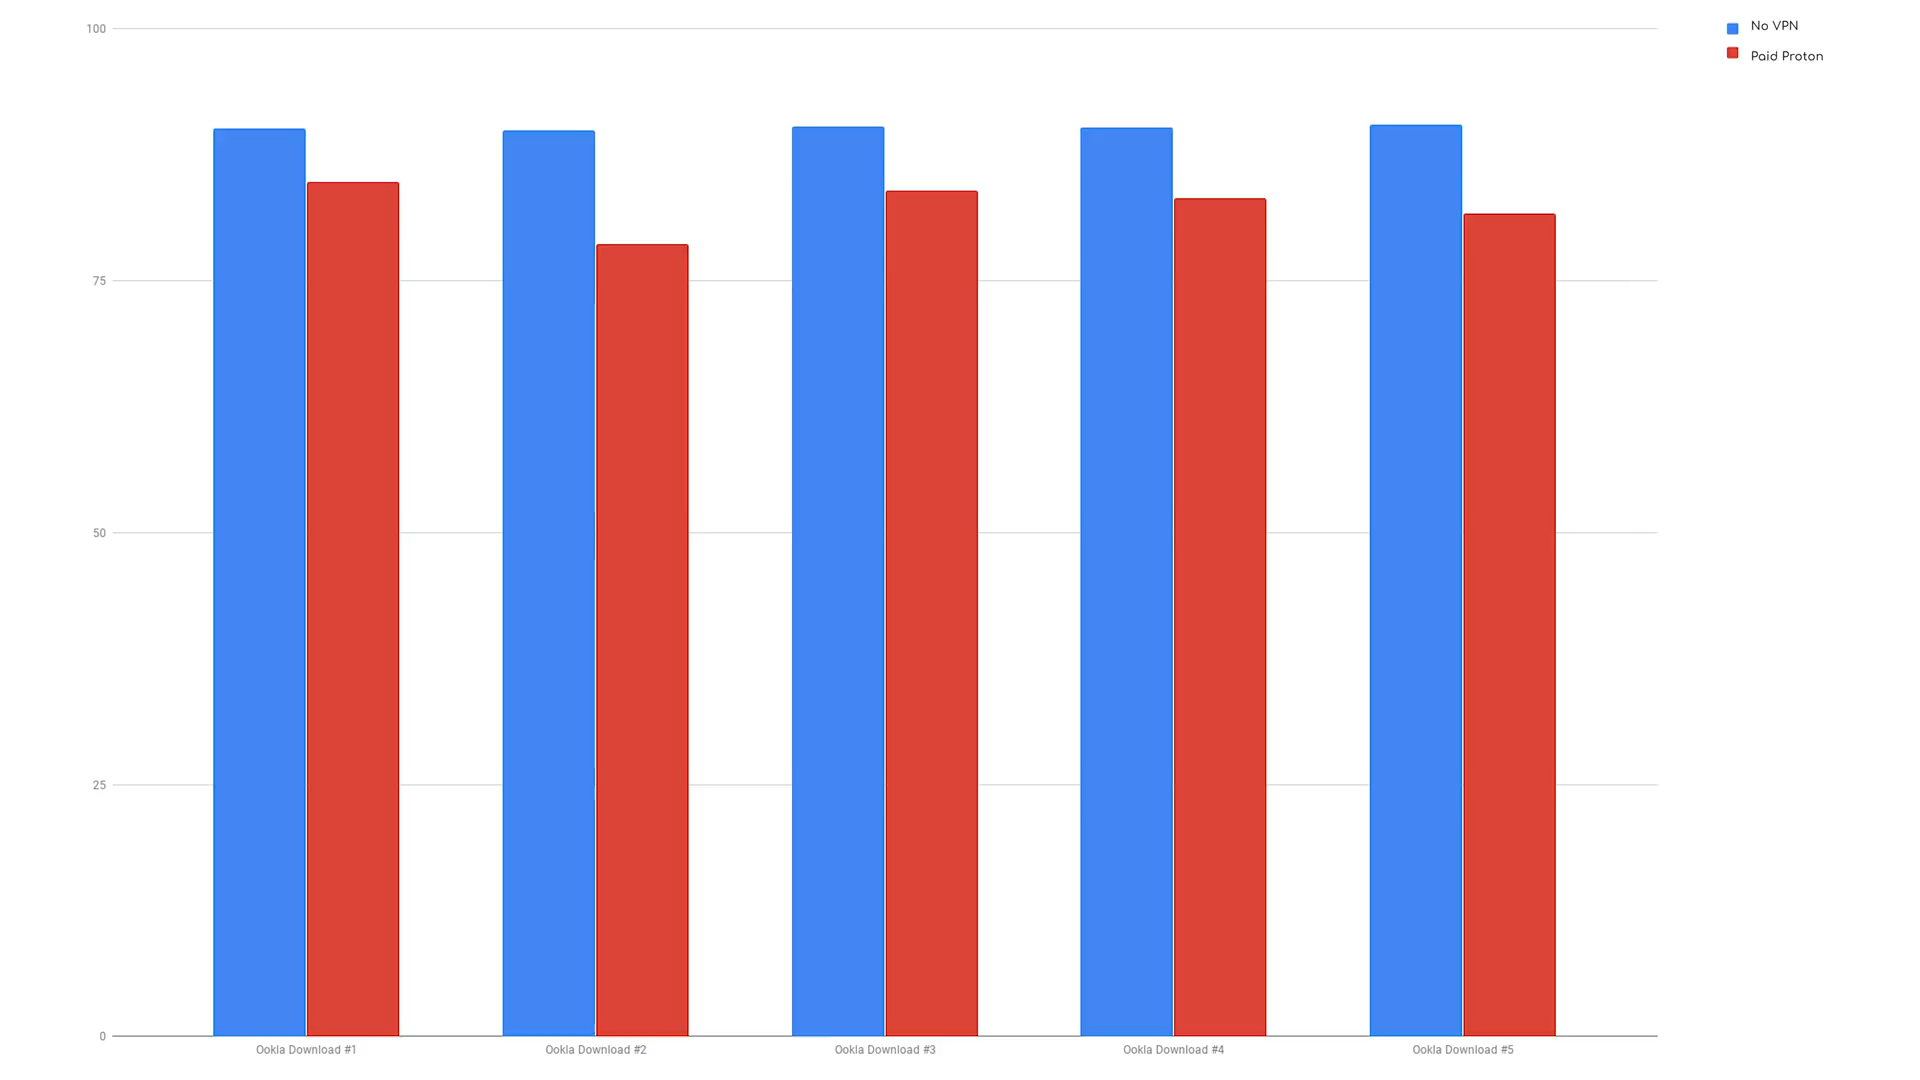 No VPN
Paid Proton
100
75
50
25
0
Ookla Download #1
Ookla Download #2
Ookla Download #3
Ookla Download #4
Ookla Download #5